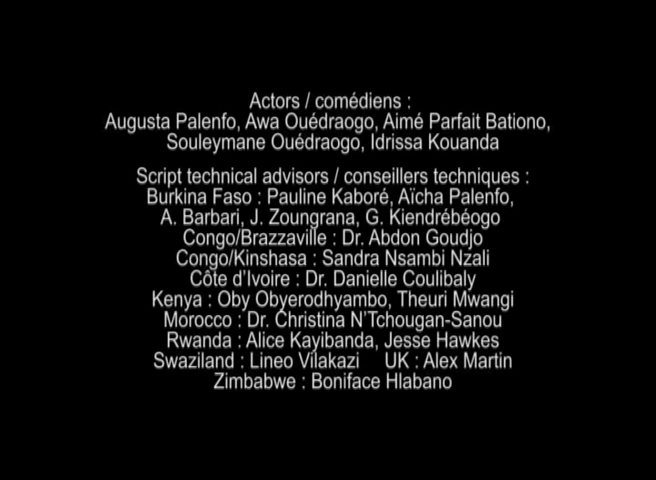 Actors / comédiens :
Augusta Palenfo, Awa Ouédraogo, Aimé Parfait Bationo,
Souleymane Ouédraogo, Idrissa Kouanda
Script technical advisors / conseillers techniques :
Burkina Faso : Pauline Kaboré, Aïcha Palenfo,
A. Barbari, J. Zoungrana, G. Kiendrébéogo
Congo/Brazzaville : Dr. Abdon Goudjo
Congo/Kinshasa : Sandra Nsambi Nzali
Côte d'Ivoire : Dr. Danielle Coulibaly
Kenya : Oby Obyerodhyambo, Theuri Mwangi
Morocco : Dr. Christina N'Tchougan-Sanou
Rwanda : Alice Kayibanda, Jesse Hawkes
Swaziland : Lineo Vilakazi UK : Alex Martin
Zimbabwe : Boniface Hlabano